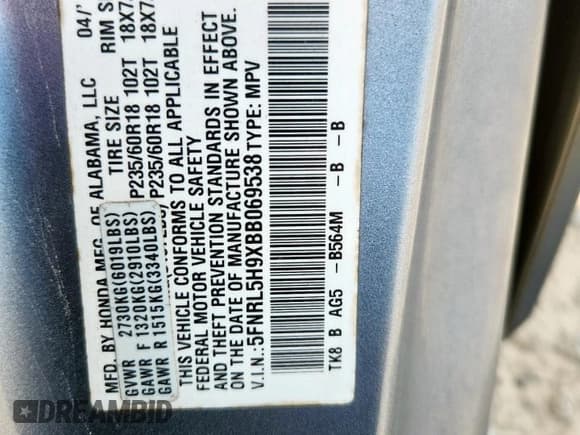 MFD. BY HONDA MFG. OF ALABAMA, LLC 04/
TIRE SIZE RIM S
GVWR 2730KG(6019LBS)
GAWR F 1320KG(2910LBS) P235/60R18 102T 18X7
GAWR R 1515KG(3340LBS) P235/60R18 102T 18X7
THIS VEHICLE CONFORMS TO ALL APPLICABLE
FEDERAL MOTOR VEHICLE SAFETY
AND THEFT PREVENTION STANDARDS IN EFFECT
ON THE DATE OF MANUFACTURE SHOWN ABOVE.
V.I.N.: 5FNRL5H9XBB069538 TYPE: MPV
TK8 B AG5 -B564M -B -B
DREAMBID